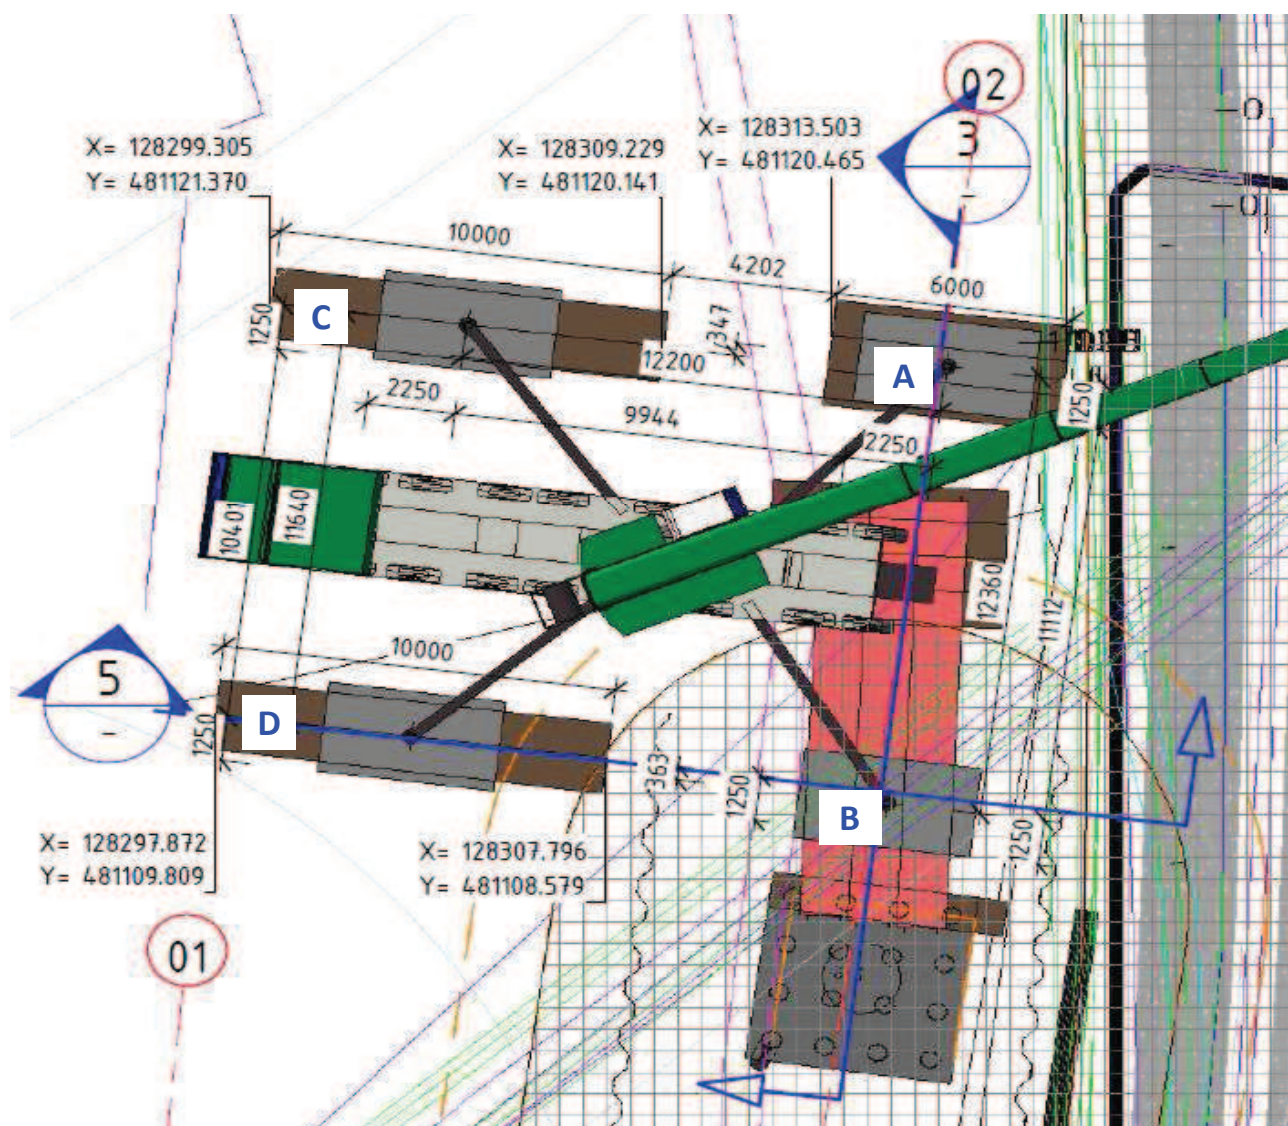 02
3
-
X= 128299.305
Y= 481121.370
X= 128309.229
Y= 481120.141
X= 128313.503
Y= 481120.465
10000
4202
6000
1250
C
347
12200
A
1250
2250
9944
2250
10401
11640
12360
11112
5
-
10000
D
1250
363
1250
B
1250
X= 128297.872
Y= 481109.809
X= 128307.796
Y= 481108.579
01